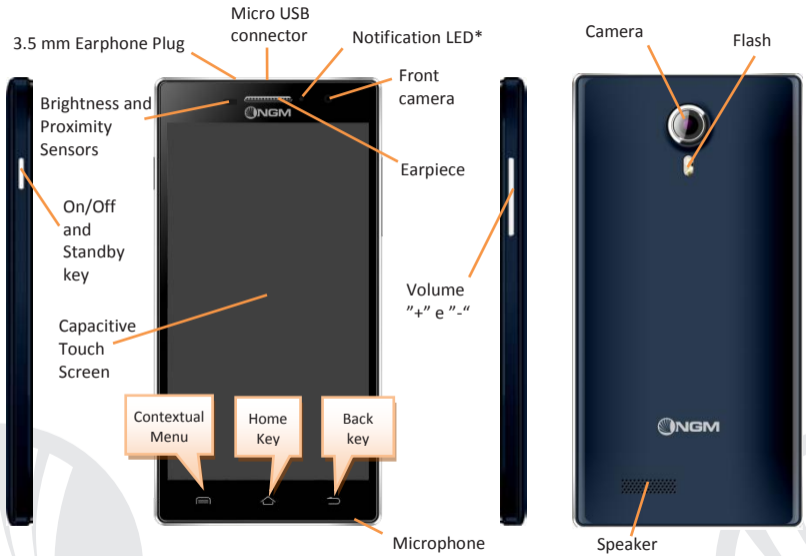 Micro USB
connector
3.5 mm Earphone Plug
Notification LED*
Front
camera
Brightness and
Proximity
Sensors
NGM
Earpiece
On/Off
and
Standby
key
Volume
”+” e ”-“
Capacitive
Touch
Screen
Contextual
Menu
Home
Key
Back
key
Microphone
Camera
Flash
NGM
Speaker